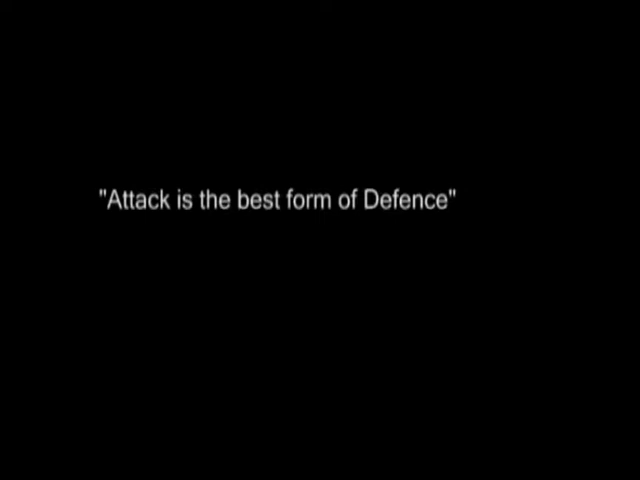 "Attack is the best form of Defence"